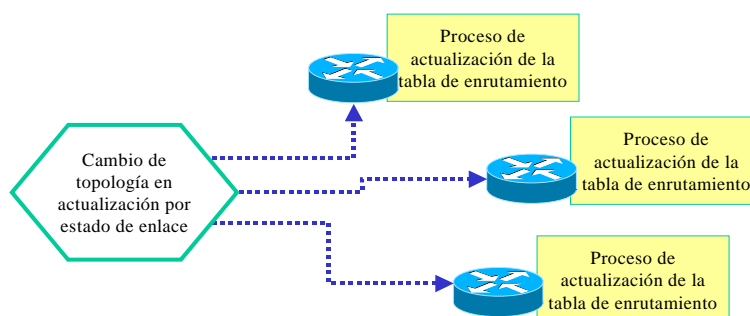 Proceso de
actualización de la
tabla de enrutamiento
Cambio de
topología en
actualización por
estado de enlace
Proceso de
actualización de la
tabla de enrutamiento
Proceso de
actualización de la
tabla de enrutamiento